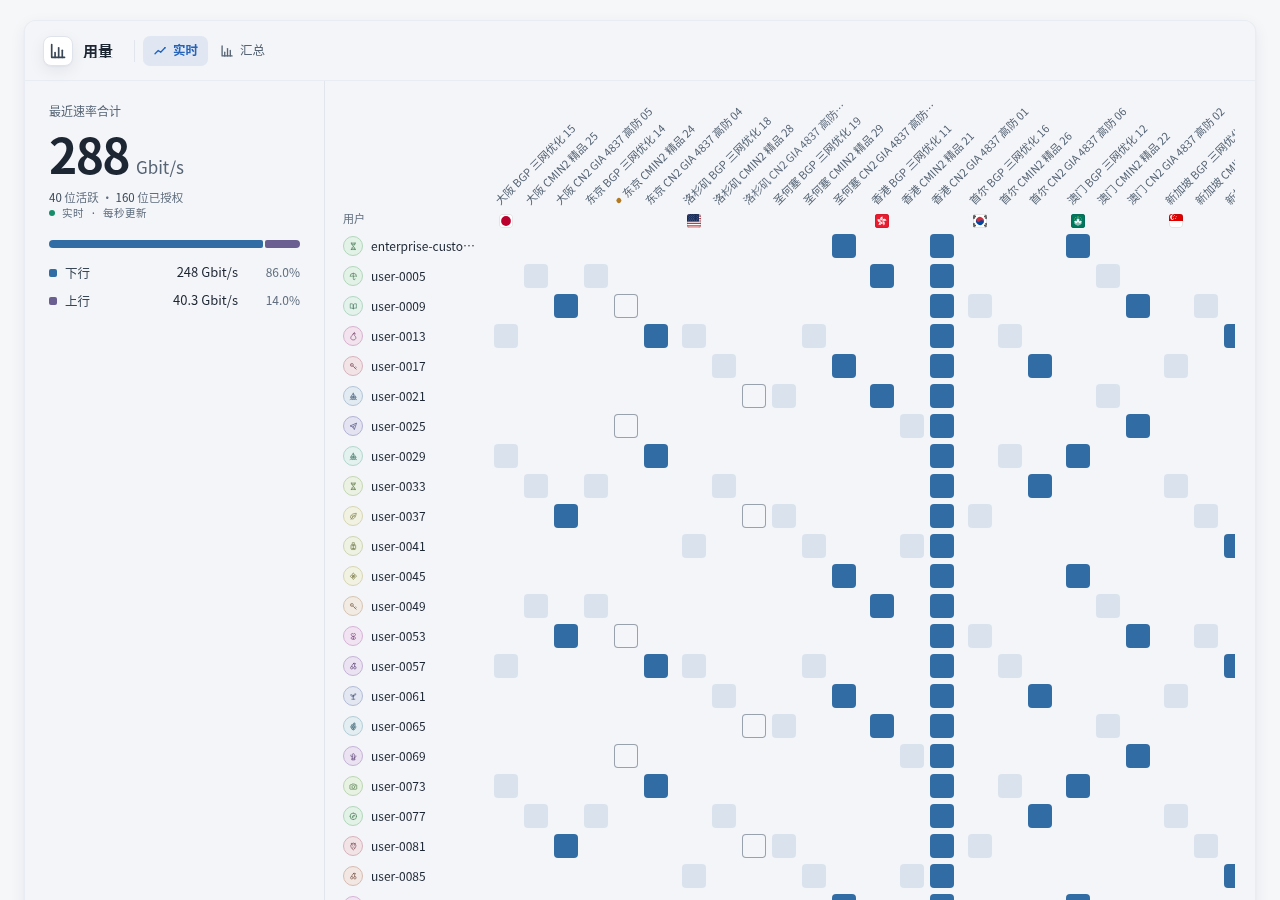 用量
实时
汇总
最近速率合计
288 Gbit/s
40 位活跃 • 160 位已授权
实时 · 每秒更新
下行 248 Gbit/s 86.0%
上行 40.3 Gbit/s 14.0%
用户
大阪 BGP 三网优化 15
大阪 CMIN2 精品 25
大阪 CN2 GIA 4837 高防 05
东京 BGP 三网优化 14
东京 CMIN2 精品 24
东京 CN2 GIA 4837 高防 04
洛杉矶 BGP 三网优化 18
洛杉矶 CMIN2 精品 28
洛杉矶 CN2 GIA 4837 高防…
圣何塞 BGP 三网优化 19
圣何塞 CMIN2 精品 29
圣何塞 CN2 GIA 4837 高防…
香港 BGP 三网优化 11
香港 CMIN2 精品 21
香港 CN2 GIA 4837 高防 01
首尔 BGP 三网优化 16
首尔 CMIN2 精品 26
首尔 CN2 GIA 4837 高防 06
澳门 BGP 三网优化 12
澳门 CMIN2 精品 22
澳门 CN2 GIA 4837 高防 02
新加坡 BGP 三网优
新加坡 CM
enterprise-custo…
user-0005
user-0009
user-0013
user-0017
user-0021
user-0025
user-0029
user-0033
user-0037
user-0041
user-0045
user-0049
user-0053
user-0057
user-0061
user-0065
user-0069
user-0073
user-0077
user-0081
user-0085